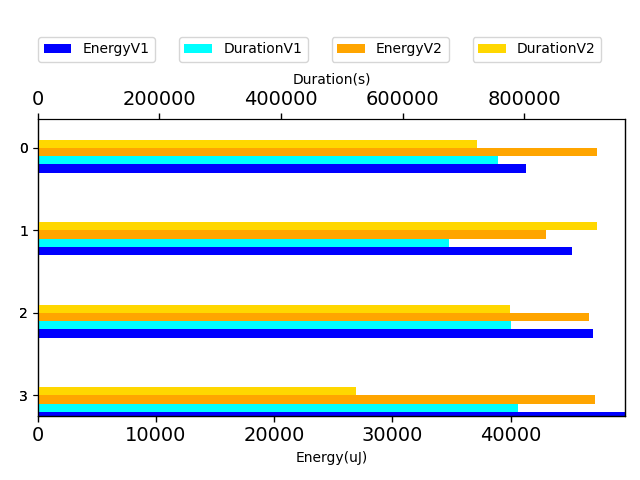 EnergyV1 DurationV1 EnergyV2 DurationV2
Duration(s)
0 200000 400000 600000 800000
0
1
2
3
0 10000 20000 30000 40000
Energy(uJ)